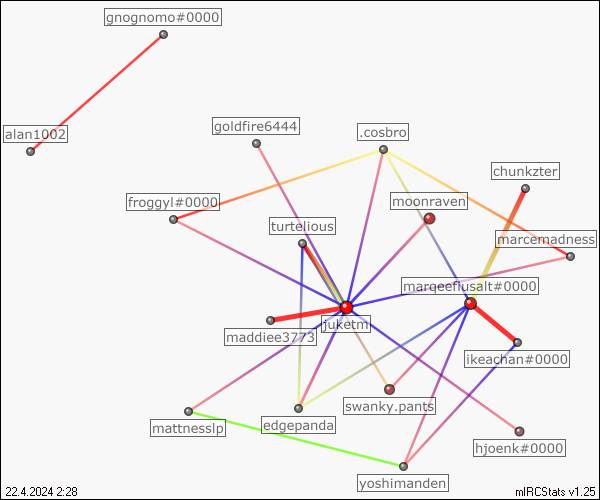 gnognomo#0000
alan1002
goldfire6444
.cosbro
chunkzter
froggyl#0000
moonraven
turtelious
marcemadness
marqeefiusalt#0000
juketm
maddiee3773
ikeachan#0000
swanky.pants
mattnesslp
edgepanda
hjoenk#0000
yoshimanden
22.4.2024 2:28
mIRCStats v1.25